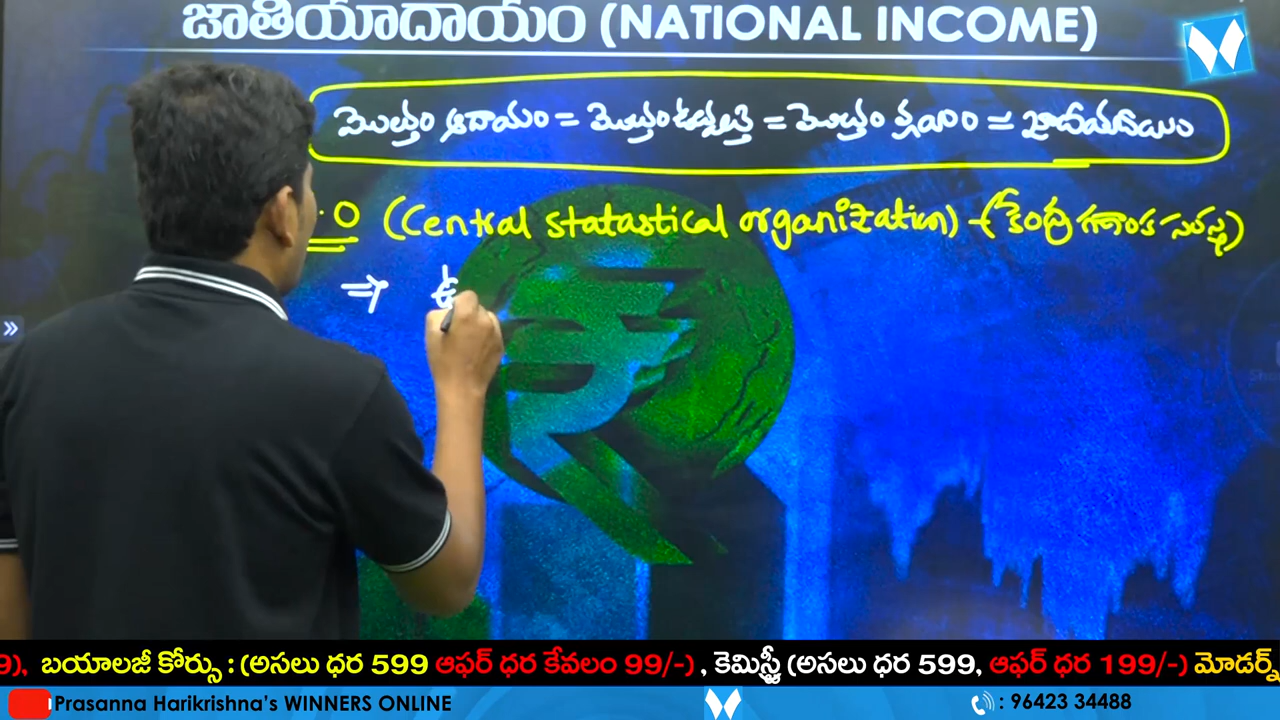 జాతీయాదాయం (NATIONAL INCOME)
మొత్తం ఆదాయం = మొత్తం ఉత్పత్తి = మొత్తం వ్యయం = జాతీయాదాయం
.O (Central statastical organization) - (కేంద్ర గణాంక సంస్థ)
⇒
»
9), బయాలజీ కోర్సు : (అసలు ధర 599 ఆఫర్ ధర కేవలం 99/-) , కెమిస్ట్రీ (అసలు ధర 599, ఆఫర్ ధర 199/-) మోడర్న్
Prasanna Harikrishna's WINNERS ONLINE : 96423 34488